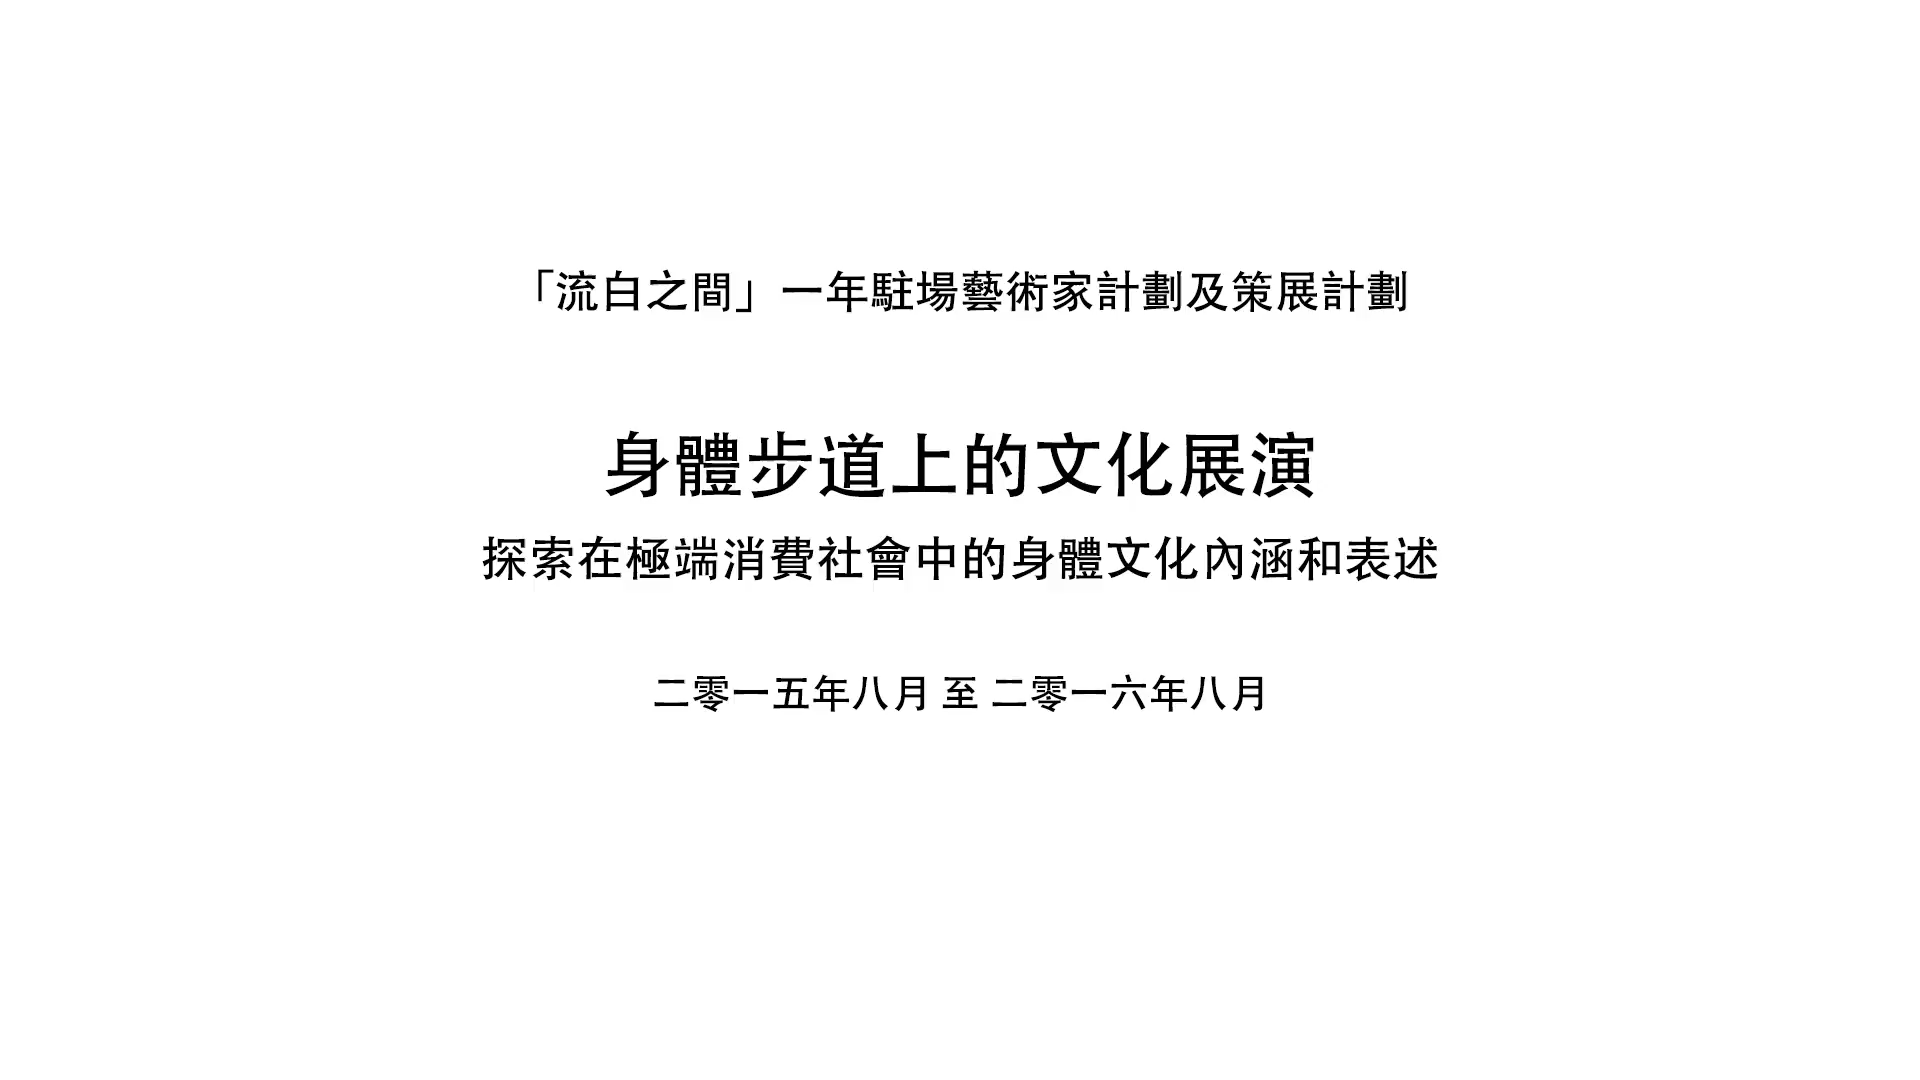 「流白之間」一年駐場藝術家計劃及策展計劃
身體步道上的文化展演
探索在極端消費社會中的身體文化內涵和表述
二零一五年八月 至 二零一六年八月